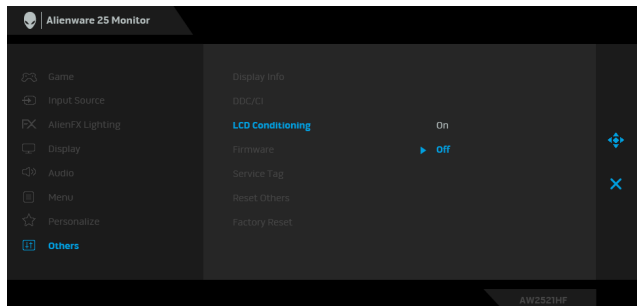 Alienware 25 Monitor
Game
Input Source
AlienFX Lighting
Display
Audio
Menu
Personalize
Others
Display Info
DDC/CI
LCD Conditioning
Firmware
Service Tag
Reset Others
Factory Reset
On
Off
AW2521HF